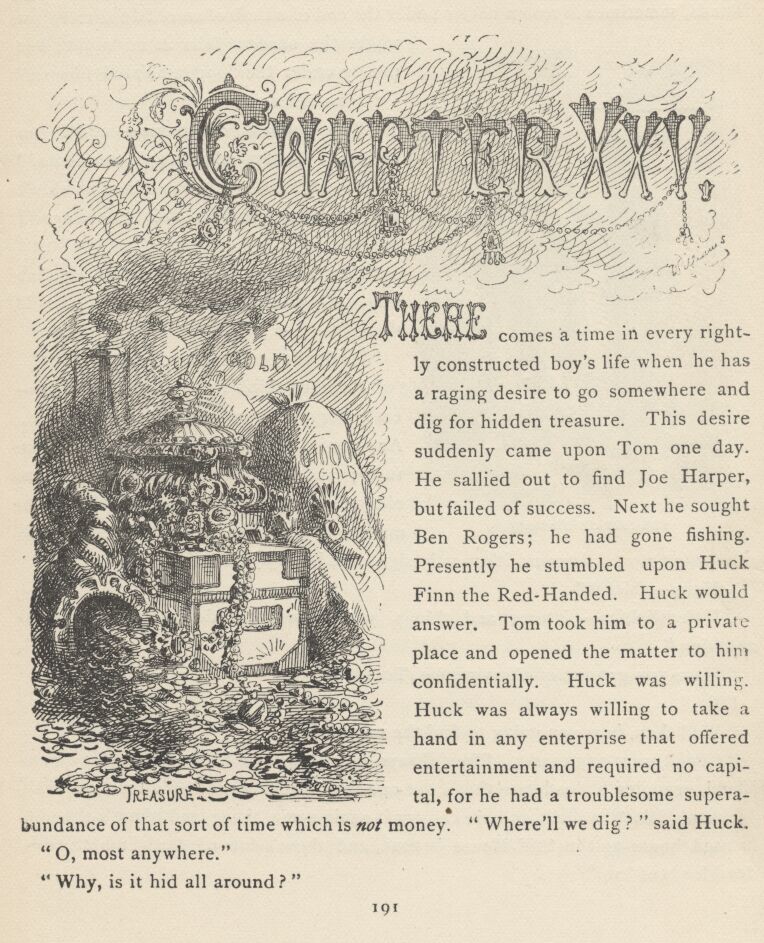 CHAPTER XXV.
THERE comes a time in every right-
ly constructed boy's life when he has
a raging desire to go somewhere and
dig for hidden treasure. This desire
suddenly came upon Tom one day.
He sallied out to find Joe Harper,
but failed of success. Next he sought
Ben Rogers; he had gone fishing.
Presently he stumbled upon Huck
Finn the Red-Handed. Huck would
answer. Tom took him to a private
place and opened the matter to him
confidentially. Huck was willing.
Huck was always willing to take a
hand in any enterprise that offered
entertainment and required no capi-
tal, for he had a troublesome supera-
bundance of that sort of time which is not money. "Where'll we dig?" said Huck.
"O, most anywhere."
"Why, is it hid all around?"
191
GOLD
GOLD
TREASURE